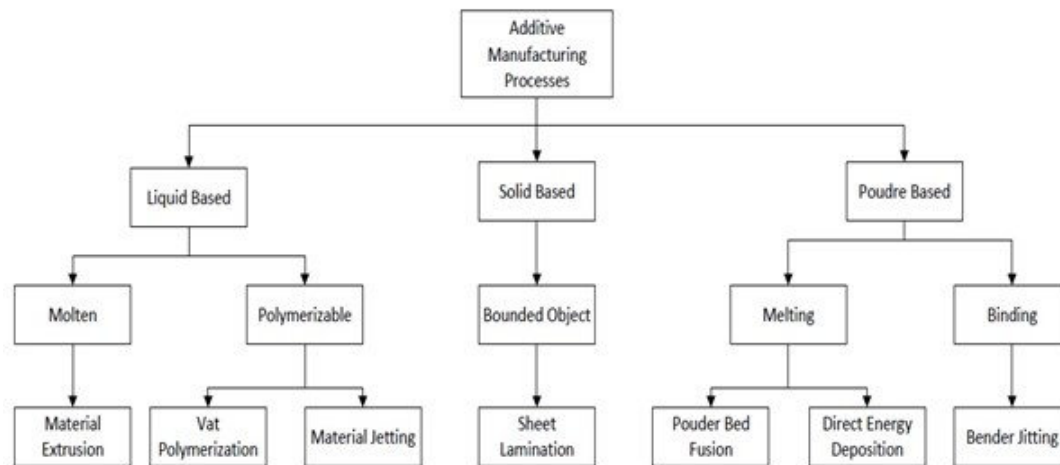 Additive
Manufacturing
Processes
Liquid Based
Solid Based
Poudre Based
Molten
Polymerizable
Bounded Object
Melting
Binding
Material
Extrusion
Vat
Polymerization
Material Jetting
Sheet
Lamination
Pouder Bed
Fusion
Direct Energy
Deposition
Bender Jitting